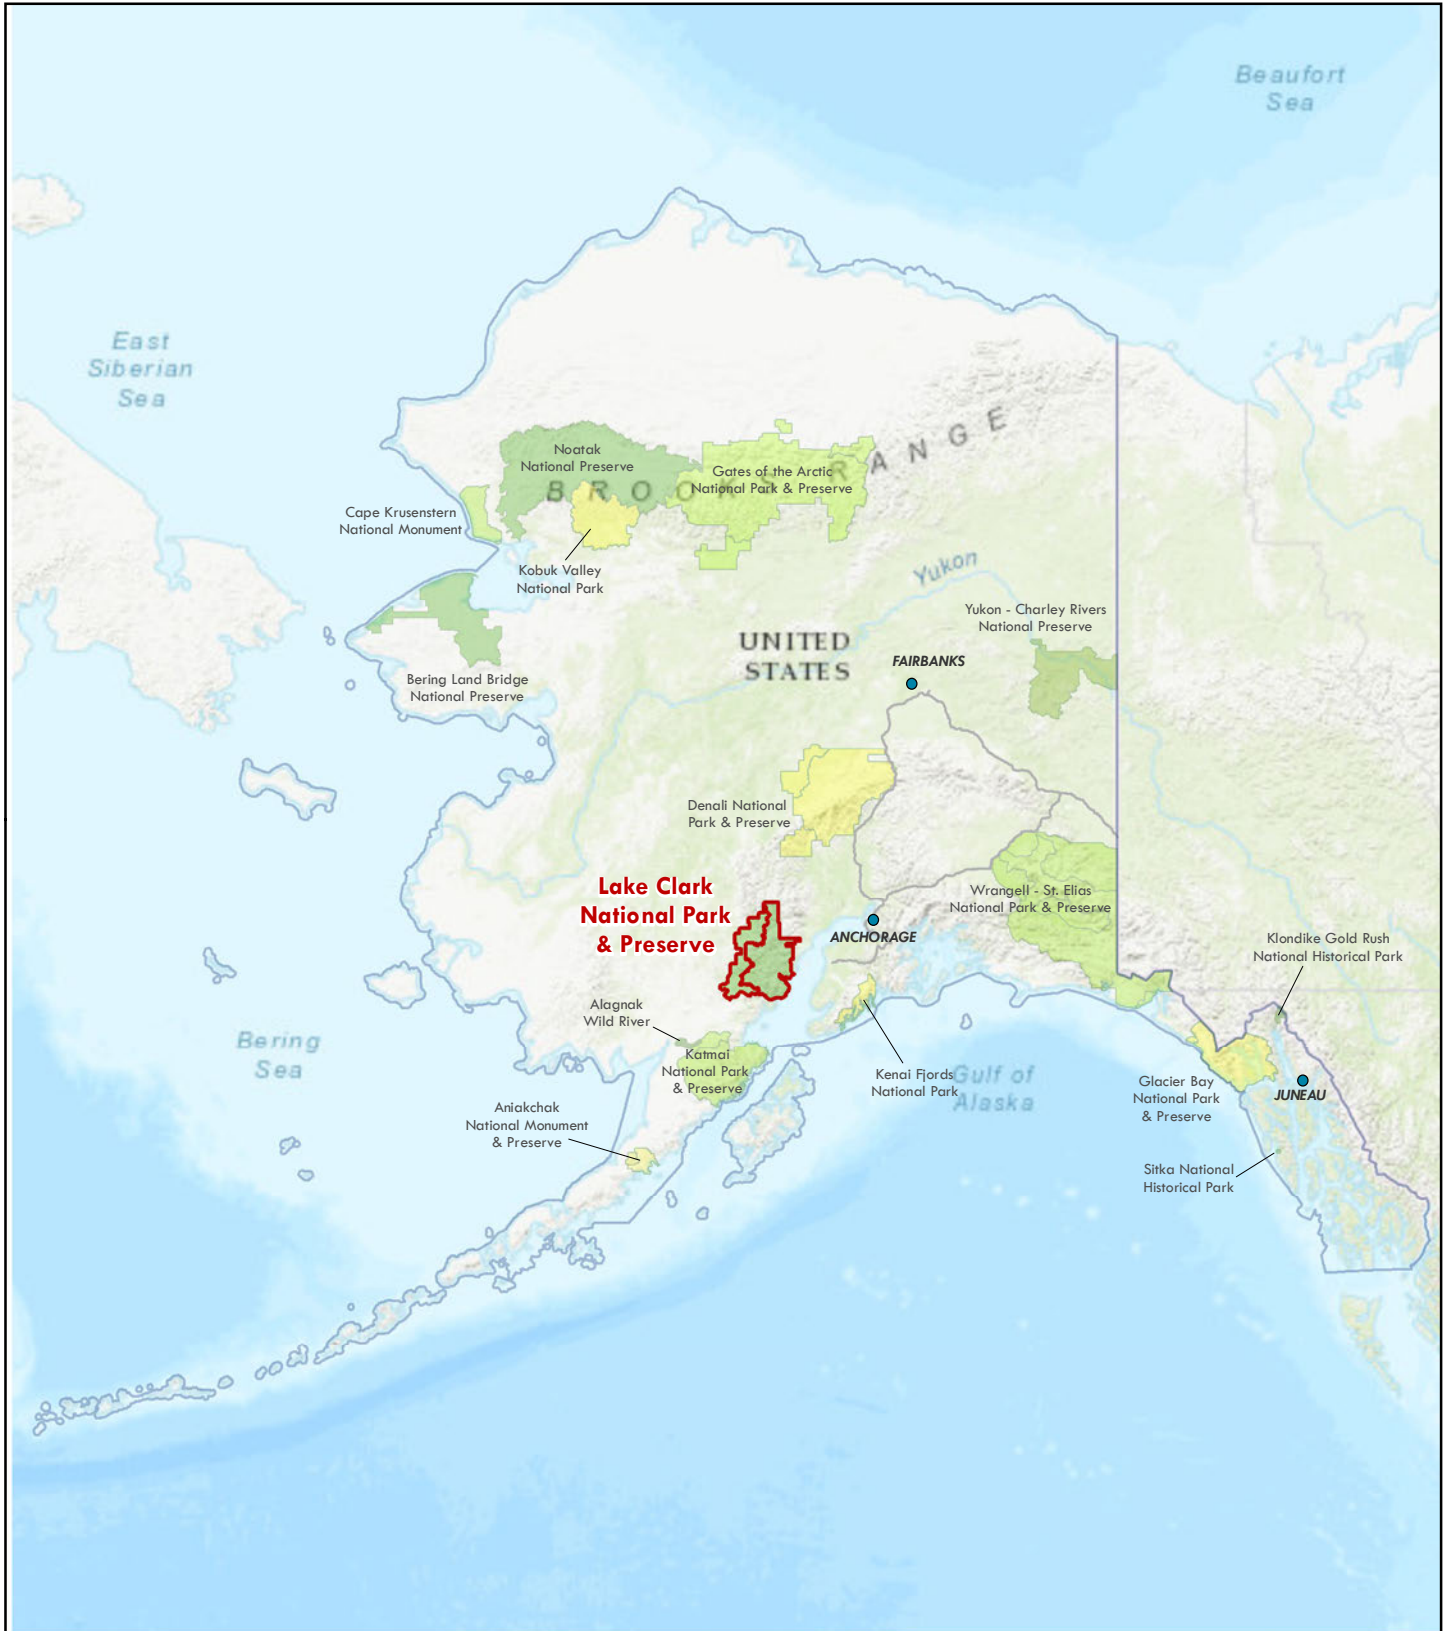 Beaufort
Sea
East
Siberian
Sea
Noatak
National Preserve
Gates of the Arctic
National Park & Preserve
BROOKS RANGE
Cape Krusenstern
National Monument
Kobuk Valley
National Park
Yukon
Yukon - Charley Rivers
National Preserve
UNITED
STATES
FAIRBANKS
Bering Land Bridge
National Preserve
Denali National
Park & Preserve
Lake Clark
National Park
& Preserve
Wrangell - St. Elias
National Park & Preserve
ANCHORAGE
Klondike Gold Rush
National Historical Park
Alagnak
Wild River
Bering
Sea
Katmai
National Park
& Preserve
Kenai Fjords
National Park
Gulf of
Alaska
Glacier Bay
National Park
& Preserve
JUNEAU
Aniakchak
National Monument
& Preserve
Sitka National
Historical Park